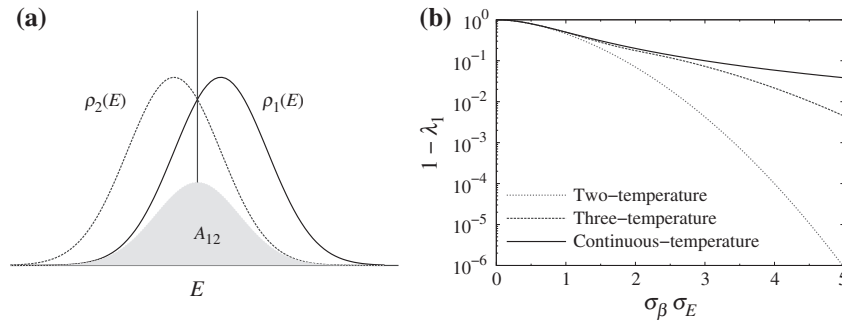 (a)
ρ2(E)
ρ1(E)
A12
E
(b)
10^0
10^-1
10^-2
10^-3
10^-4
10^-5
10^-6
1 − λ1
Two−temperature
Three−temperature
Continuous−temperature
0 1 2 3 4 5
σβ σE